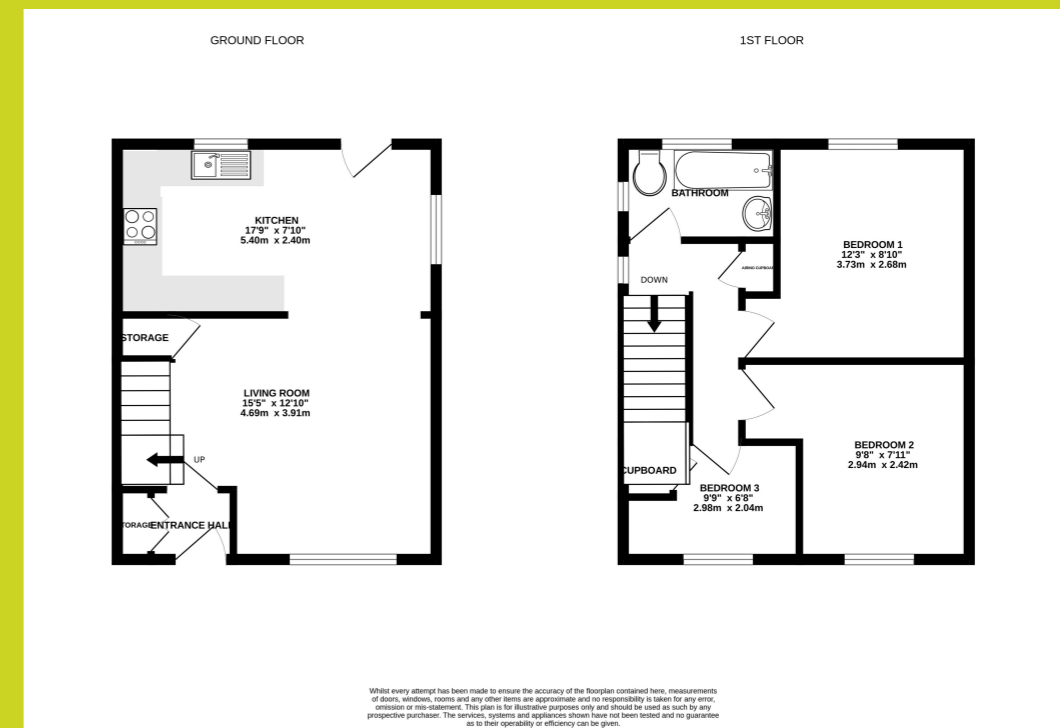 GROUND FLOOR
1ST FLOOR
KITCHEN
17'9" x 7'10"
5.40m x 2.40m
STORAGE
LIVING ROOM
15'5" x 12'10"
4.69m x 3.91m
UP
TORAGE
ENTRANCE HALL
BATHROOM
DOWN
AIRING CUPBOARD
BEDROOM 1
12'3" x 8'10"
3.73m x 2.68m
BEDROOM 2
9'8" x 7'11"
2.94m x 2.42m
CUPBOARD
BEDROOM 3
9'9" x 6'8"
2.98m x 2.04m
Whilst every attempt has been made to ensure the accuracy of the floorplan contained here, measurements
of doors, windows, rooms and any other items are approximate and no responsibility is taken for any error,
omission or mis-statement. This plan is for illustrative purposes only and should be used as such by any
prospective purchaser. The services, systems and appliances shown have not been tested and no guarantee
as to their operability or efficiency can be given.